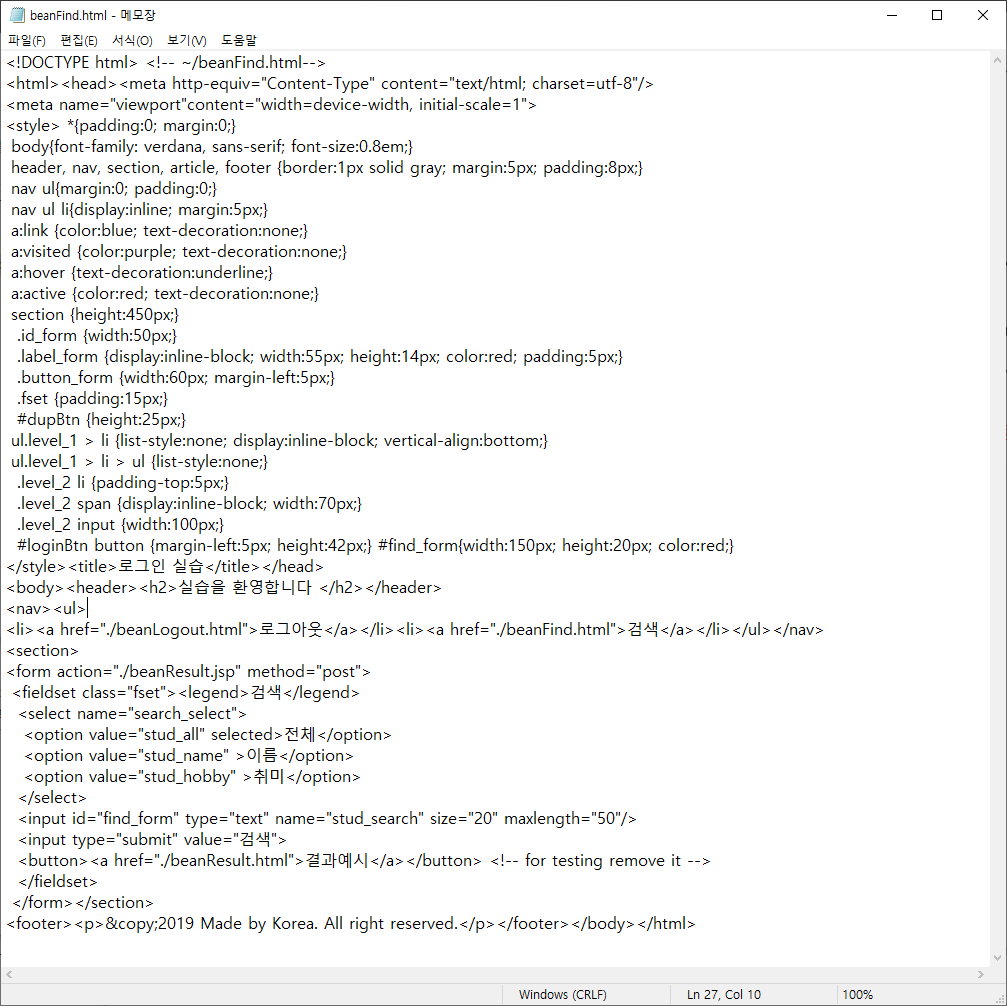 beanFind.html - 메모장
파일(F) 편집(E) 서식(O) 보기(V) 도움말
<!DOCTYPE html> <!-- ~/beanFind.html-->
<html><head><meta http-equiv="Content-Type" content="text/html; charset=utf-8"/>
<meta name="viewport"content="width=device-width, initial-scale=1">
<style> *{padding:0; margin:0;}
body{font-family: verdana, sans-serif; font-size:0.8em;}
header, nav, section, article, footer {border:1px solid gray; margin:5px; padding:8px;}
nav ul{margin:0; padding:0;}
nav ul li{display:inline; margin:5px;}
a:link {color:blue; text-decoration:none;}
a:visited {color:purple; text-decoration:none;}
a:hover {text-decoration:underline;}
a:active {color:red; text-decoration:none;}
section {height:450px;}
.id_form {width:50px;}
.label_form {display:inline-block; width:55px; height:14px; color:red; padding:5px;}
.button_form {width:60px; margin-left:5px;}
.fset {padding:15px;}
#dupBtn {height:25px;}
ul.level_1 > li {list-style:none; display:inline-block; vertical-align:bottom;}
ul.level_1 > li > ul {list-style:none;}
.level_2 li {padding-top:5px;}
.level_2 span {display:inline-block; width:70px;}
.level_2 input {width:100px;}
#loginBtn button {margin-left:5px; height:42px;} #find_form{width:150px; height:20px; color:red;}
</style><title>로그인 실습</title></head>
<body><header><h2>실습을 환영합니다 </h2></header>
<nav><ul>
<li><a href="./beanLogout.html">로그아웃</a></li><li><a href="./beanFind.html">검색</a></li></ul></nav>
<section>
<form action="./beanResult.jsp" method="post">
<fieldset class="fset"><legend>검색</legend>
<select name="search_select">
<option value="stud_all" selected>전체</option>
<option value="stud_name" >이름</option>
<option value="stud_hobby" >취미</option>
</select>
<input id="find_form" type="text" name="stud_search" size="20" maxlength="50"/>
<input type="submit" value="검색">
<button><a href="./beanResult.html">결과예시</a></button> <!-- for testing remove it -->
</fieldset>
</form></section>
<footer><p>&copy;2019 Made by Korea. All right reserved.</p></footer></body></html>
Windows (CRLF) Ln 27, Col 10 100%